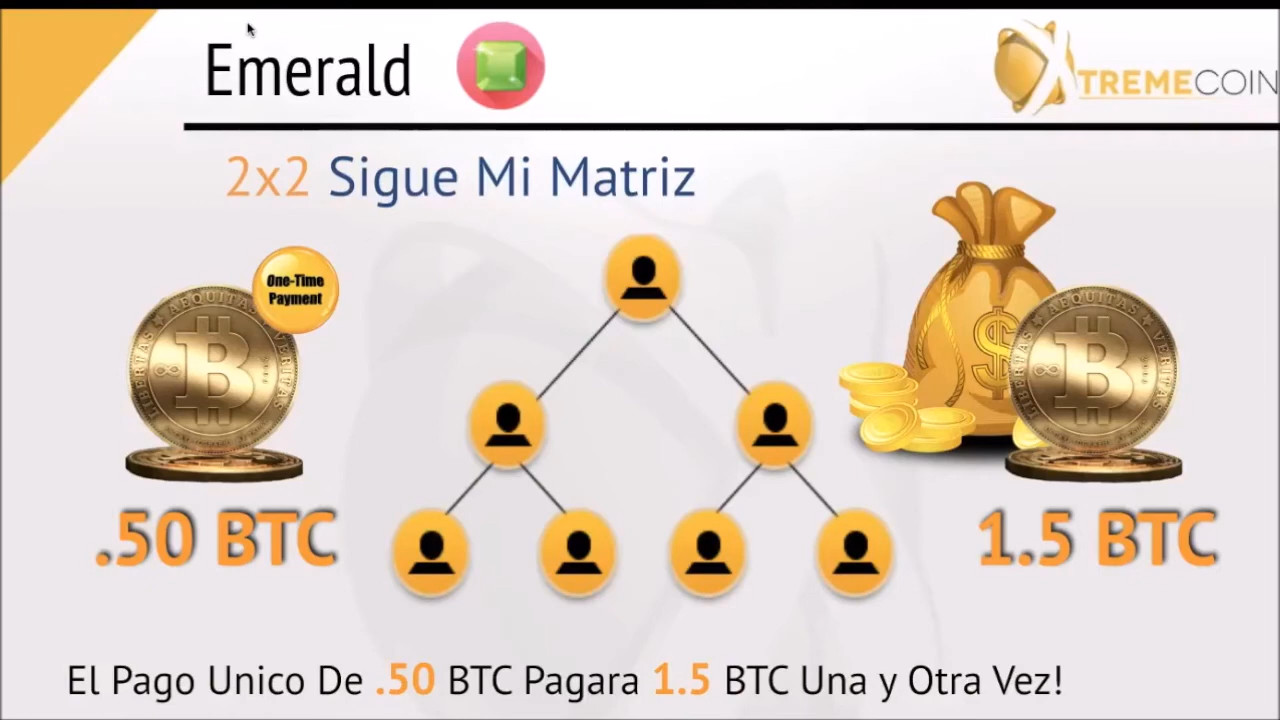 Emerald
XTREMECOIN
2x2 Sigue Mi Matriz
One-Time
Payment
.50 BTC
1.5 BTC
El Pago Unico De .50 BTC Pagara 1.5 BTC Una y Otra Vez!